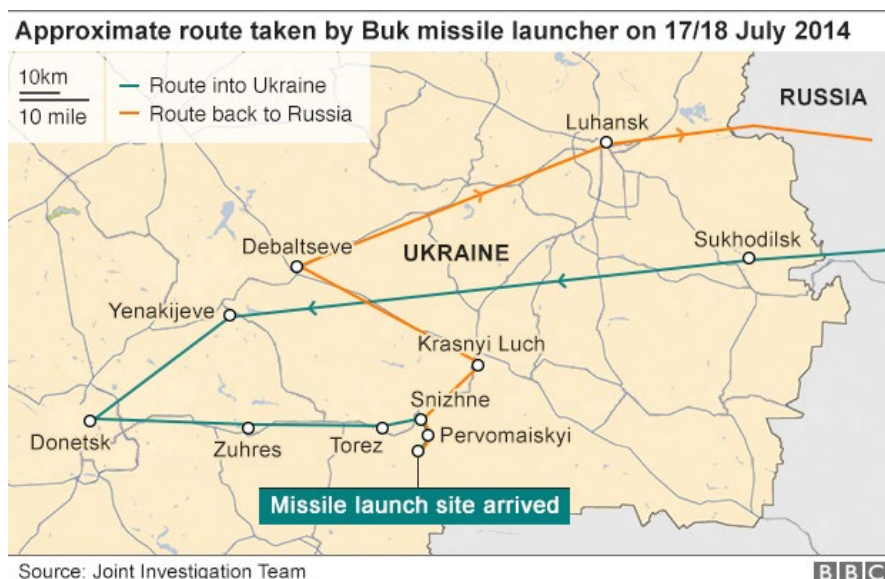 Approximate route taken by Buk missile launcher on 17/18 July 2014
10km
10 mile
Route into Ukraine
Route back to Russia
RUSSIA
Luhansk
Debaltseve
UKRAINE
Sukhodilsk
Yenakijeve
Krasnyi Luch
Snizhne
Donetsk
Zuhres
Torez
Pervomaiskyi
Missile launch site arrived
Source: Joint Investigation Team
BBC